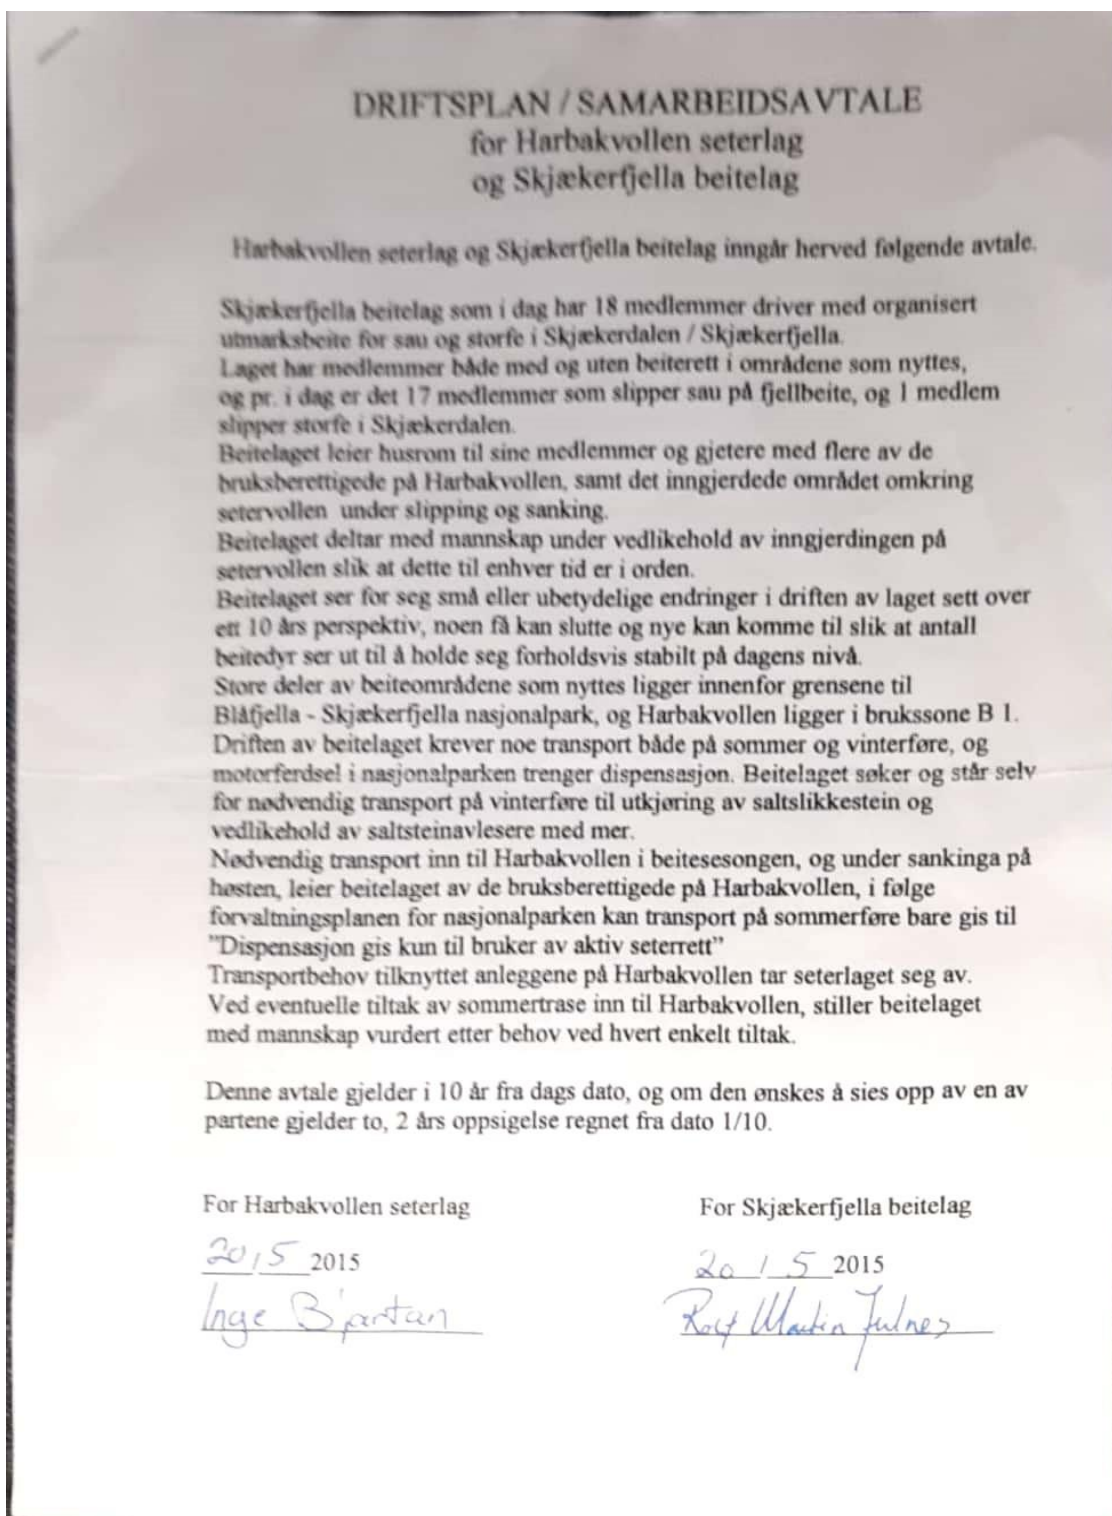 DRIFTSPLAN / SAMARBEIDSAVTALE
for Harbakvollen seterlag
og Skjækerfjella beitelag
Harbakvollen seterlag og Skjækerfjella beitelag inngår herved følgende avtale.
Skjækerfjella beitelag som i dag har 18 medlemmer driver med organisert
utmarksbeite for sau og storfe i Skjækerdalen / Skjækerfjella.
Laget har medlemmer både med og uten beiterett i områdene som nyttes,
og pr. i dag er det 17 medlemmer som slipper sau på fjellbeite, og 1 medlem
slipper storfe i Skjækerdalen.
Beitelaget leier husrom til sine medlemmer og gjetere med flere av de
bruksberettigede på Harbakvollen, samt det inngjerdede området omkring
setervollen under slipping og sanking.
Beitelaget deltar med mannskap under vedlikehold av inngjerdingen på
setervollen slik at dette til enhver tid er i orden.
Beitelaget ser for seg små eller ubetydelige endringer i driften av laget sett over
ett 10 års perspektiv, noen få kan slutte og nye kan komme til slik at antall
beitedyr ser ut til å holde seg forholdsvis stabilt på dagens nivå.
Store deler av beiteområdene som nyttes ligger innenfor grensene til
Blåfjella - Skjækerfjella nasjonalpark, og Harbakvollen ligger i brukssone B 1.
Driften av beitelaget krever noe transport både på sommer og vinterføre, og
motorferdsel i nasjonalparken trenger dispensasjon. Beitelaget søker og står selv
for nødvendig transport på vinterføre til utkjøring av saltslikkestein og
vedlikehold av saltsteinavlesere med mer.
Nødvendig transport inn til Harbakvollen i beitesesongen, og under sankinga på
høsten, leier beitelaget av de bruksberettigede på Harbakvollen, i følge
forvaltningsplanen for nasjonalparken kan transport på sommerføre bare gis til
"Dispensasjon gis kun til bruker av aktiv seterrett"
Transportbehov tilknyttet anleggene på Harbakvollen tar seterlaget seg av.
Ved eventuelle tiltak av sommertrase inn til Harbakvollen, stiller beitelaget
med mannskap vurdert etter behov ved hvert enkelt tiltak.
Denne avtale gjelder i 10 år fra dags dato, og om den ønskes å sies opp av en av
partene gjelder to, 2 års oppsigelse regnet fra dato 1/10.
For Harbakvollen seterlag For Skjækerfjella beitelag
20/5 2015 20/5 2015
Inge Bjartan Rolf Martin Julnes